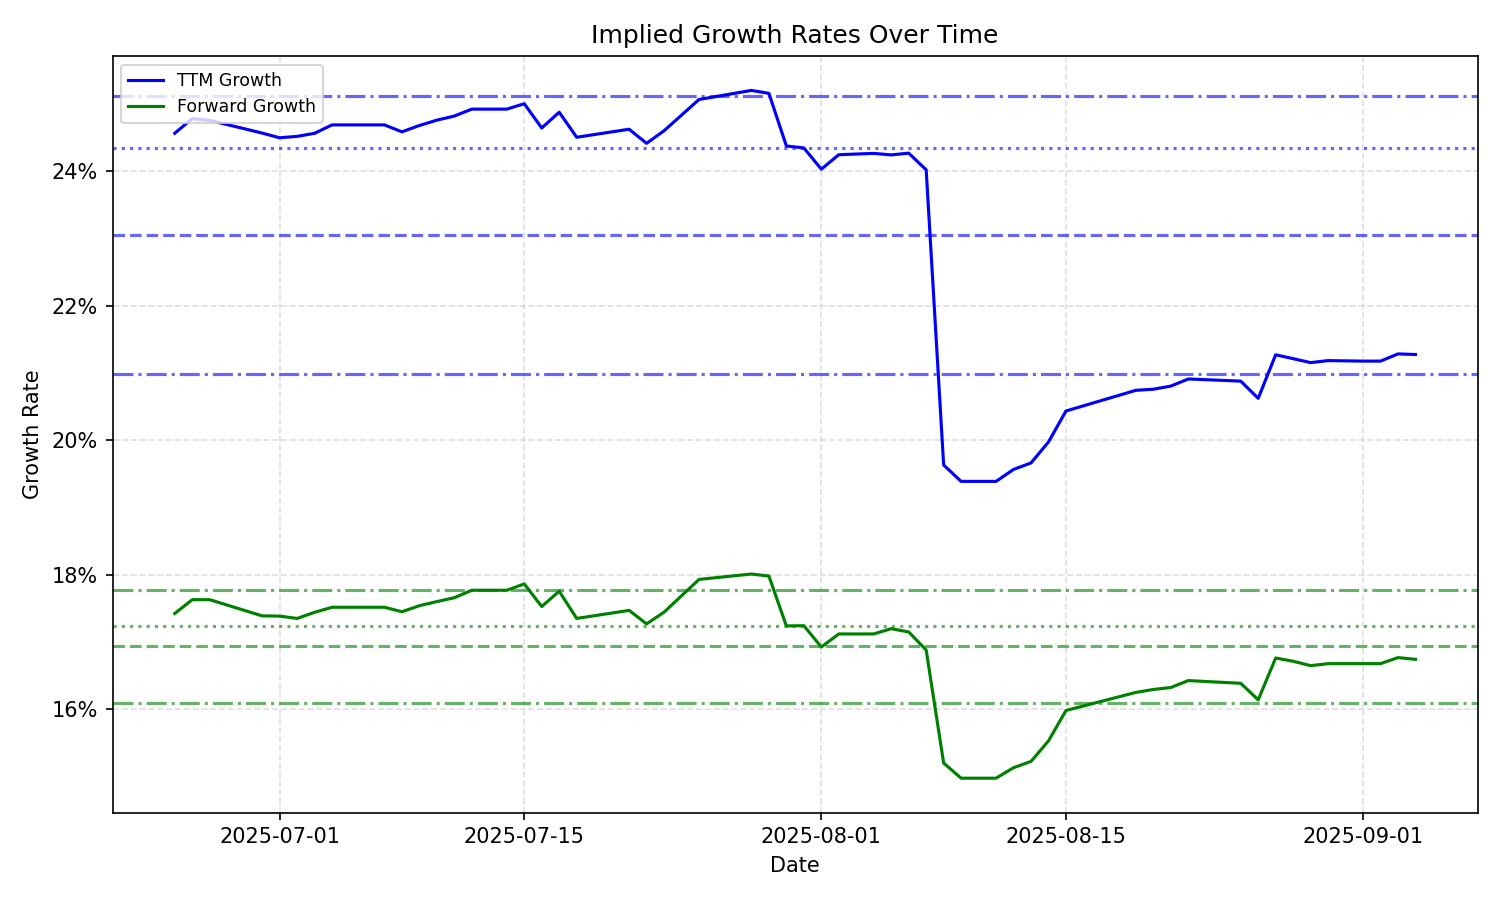 Implied Growth Rates Over Time
TTM Growth
Forward Growth
24%
22%
20%
18%
16%
Growth Rate
2025-07-01
2025-07-15
2025-08-01
2025-08-15
2025-09-01
Date